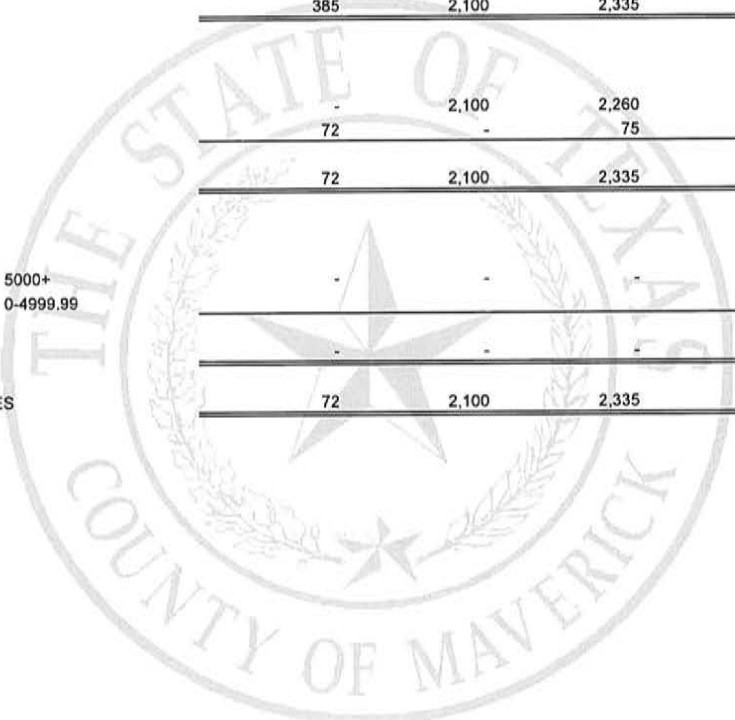 385 2,100 2,335
- 2,100 2,260
72 - 75
72 2,100 2,335
5000+ - - -
0-4999.99
- - -
ES 72 2,100 2,335
THE STATE OF TEXAS
COUNTY OF MAVERICK